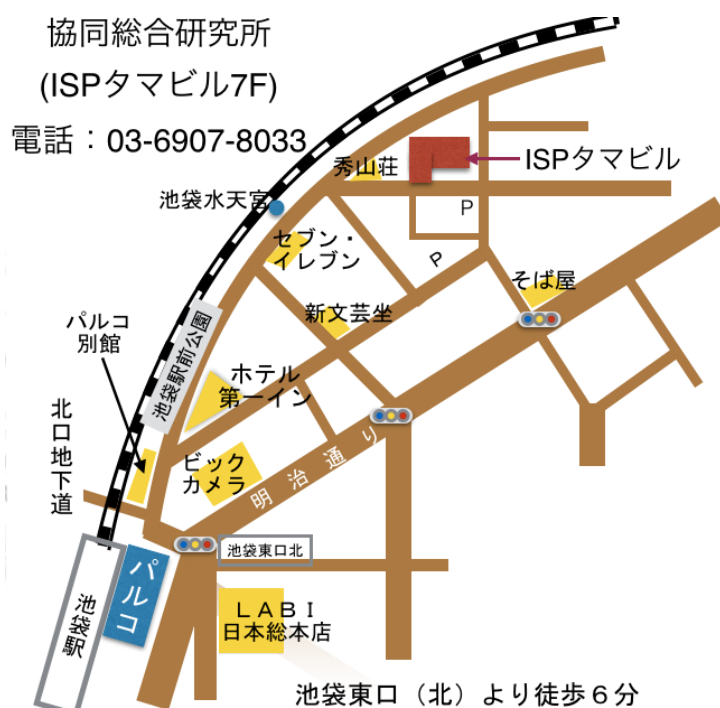 協同総合研究所
(ISPタマビル7F)
電話：03-6907-8033
秀山荘
ISPタマビル
池袋水天宮
P
セブン・
イレブン
P
そば屋
新文芸坐
パルコ
別館
池袋駅前公園
ホテル
第一イン
北口地下道
ビック
カメラ
明治通り
池袋東口北
パルコ
池袋駅
ＬＡＢＩ
日本総本店
池袋東口（北）より徒歩６分